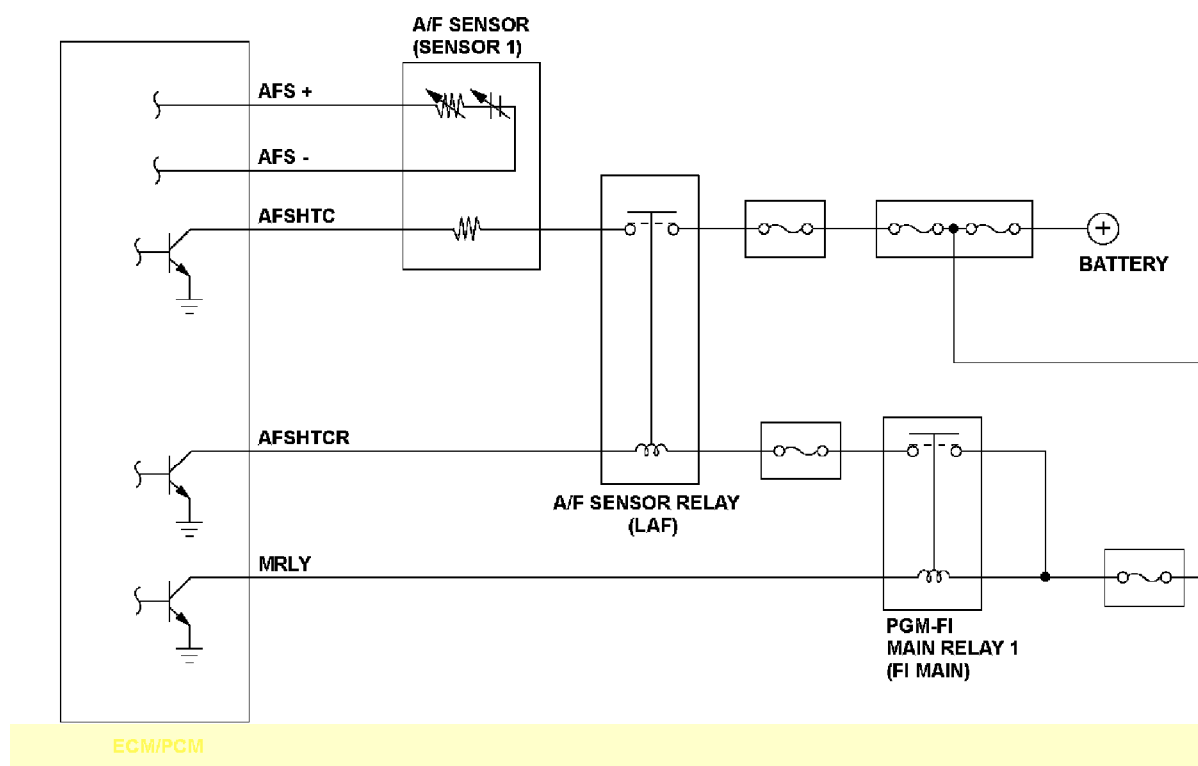 A/F SENSOR
(SENSOR 1)
AFS +
AFS -
AFSHTC
BATTERY
AFSHTCR
A/F SENSOR RELAY
(LAF)
MRLY
PGM-FI
MAIN RELAY 1
(FI MAIN)
ECM/PCM